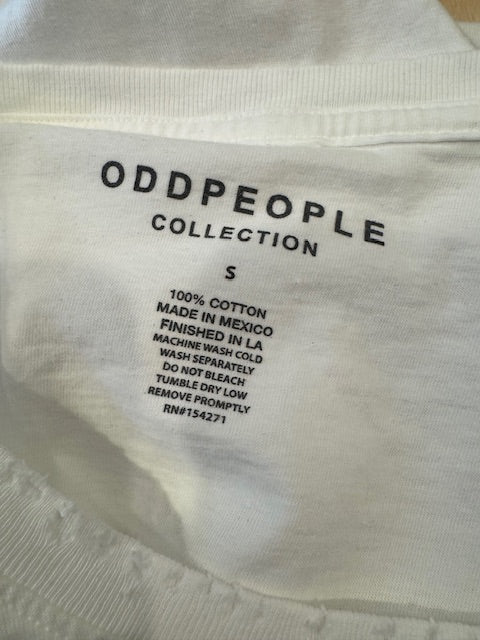 ODDPEOPLE
COLLECTION
S
100% COTTON
MADE IN MEXICO
FINISHED IN LA
MACHINE WASH COLD
WASH SEPARATELY
DO NOT BLEACH
TUMBLE DRY LOW
REMOVE PROMPTLY
RN#154271